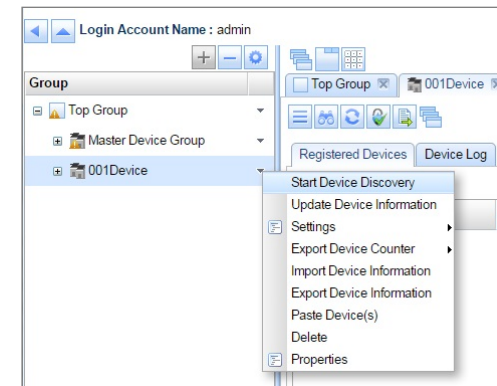 Login Account Name : admin
Group
Top Group
Master Device Group
001Device
Top Group
001Device
Registered Devices
Device Log
Start Device Discovery
Update Device Information
Settings
Export Device Counter
Import Device Information
Export Device Information
Paste Device(s)
Delete
Properties